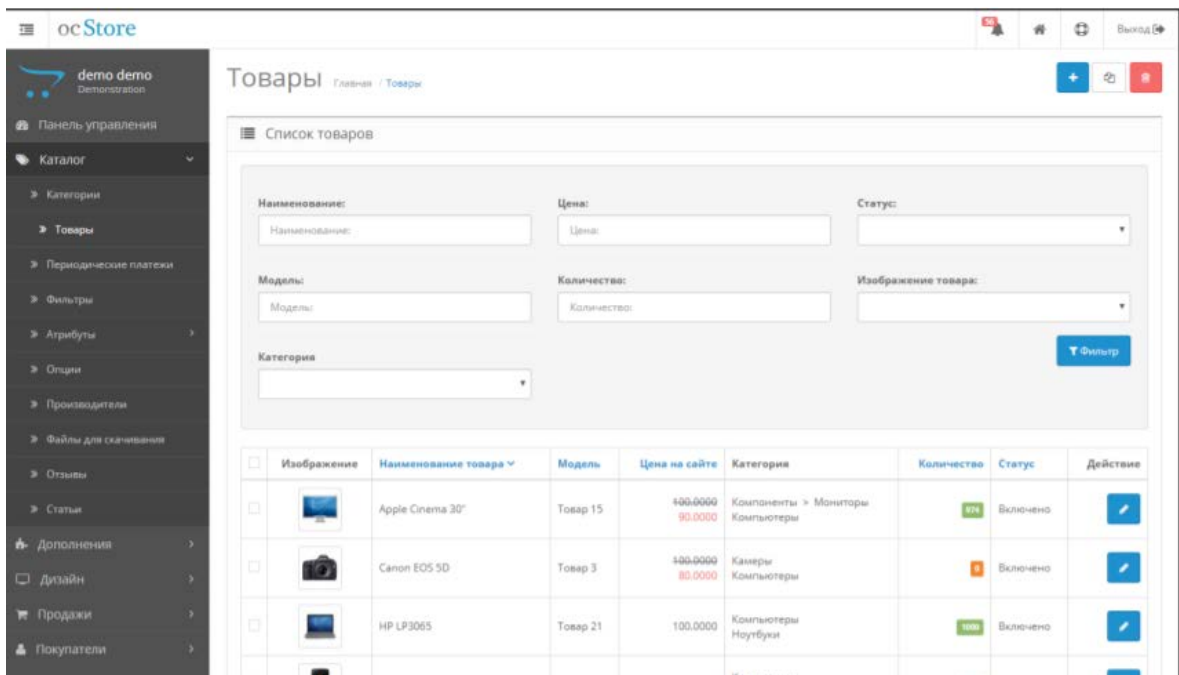 ocStore
56
Выход
demo demo
Demonstration
Товары Главная / Товары
Панель управления
Каталог
Категории
Товары
Периодические платежи
Фильтры
Атрибуты
Опции
Производители
Файлы для скачивания
Отзывы
Статьи
Дополнения
Дизайн
Продажи
Покупатели
Список товаров
Наименование: Цена: Статус:
Наименование: Цена:
Модель: Количество: Изображение товара:
Модель: Количество:
Фильтр
Категория
Изображение Наименование товара Модель Цена на сайте Категория Количество Статус Действие
Apple Cinema 30" Товар 15 100.0000 90.0000 Компоненты > Мониторы Компьютеры 974 Включено
Canon EOS 5D Товар 3 100.0000 80.0000 Камеры Компьютеры 0 Включено
HP LP3065 Товар 21 100.0000 Компьютеры Ноутбуки 1000 Включено